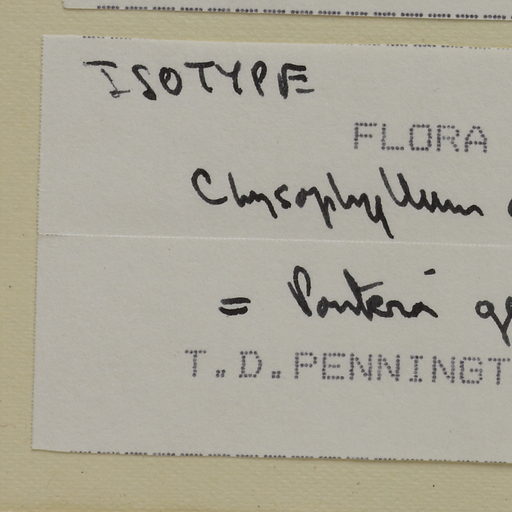 ISOTYPE
FLORA
Chrysophyllum
= Pouteria
T.D.PENNINGT